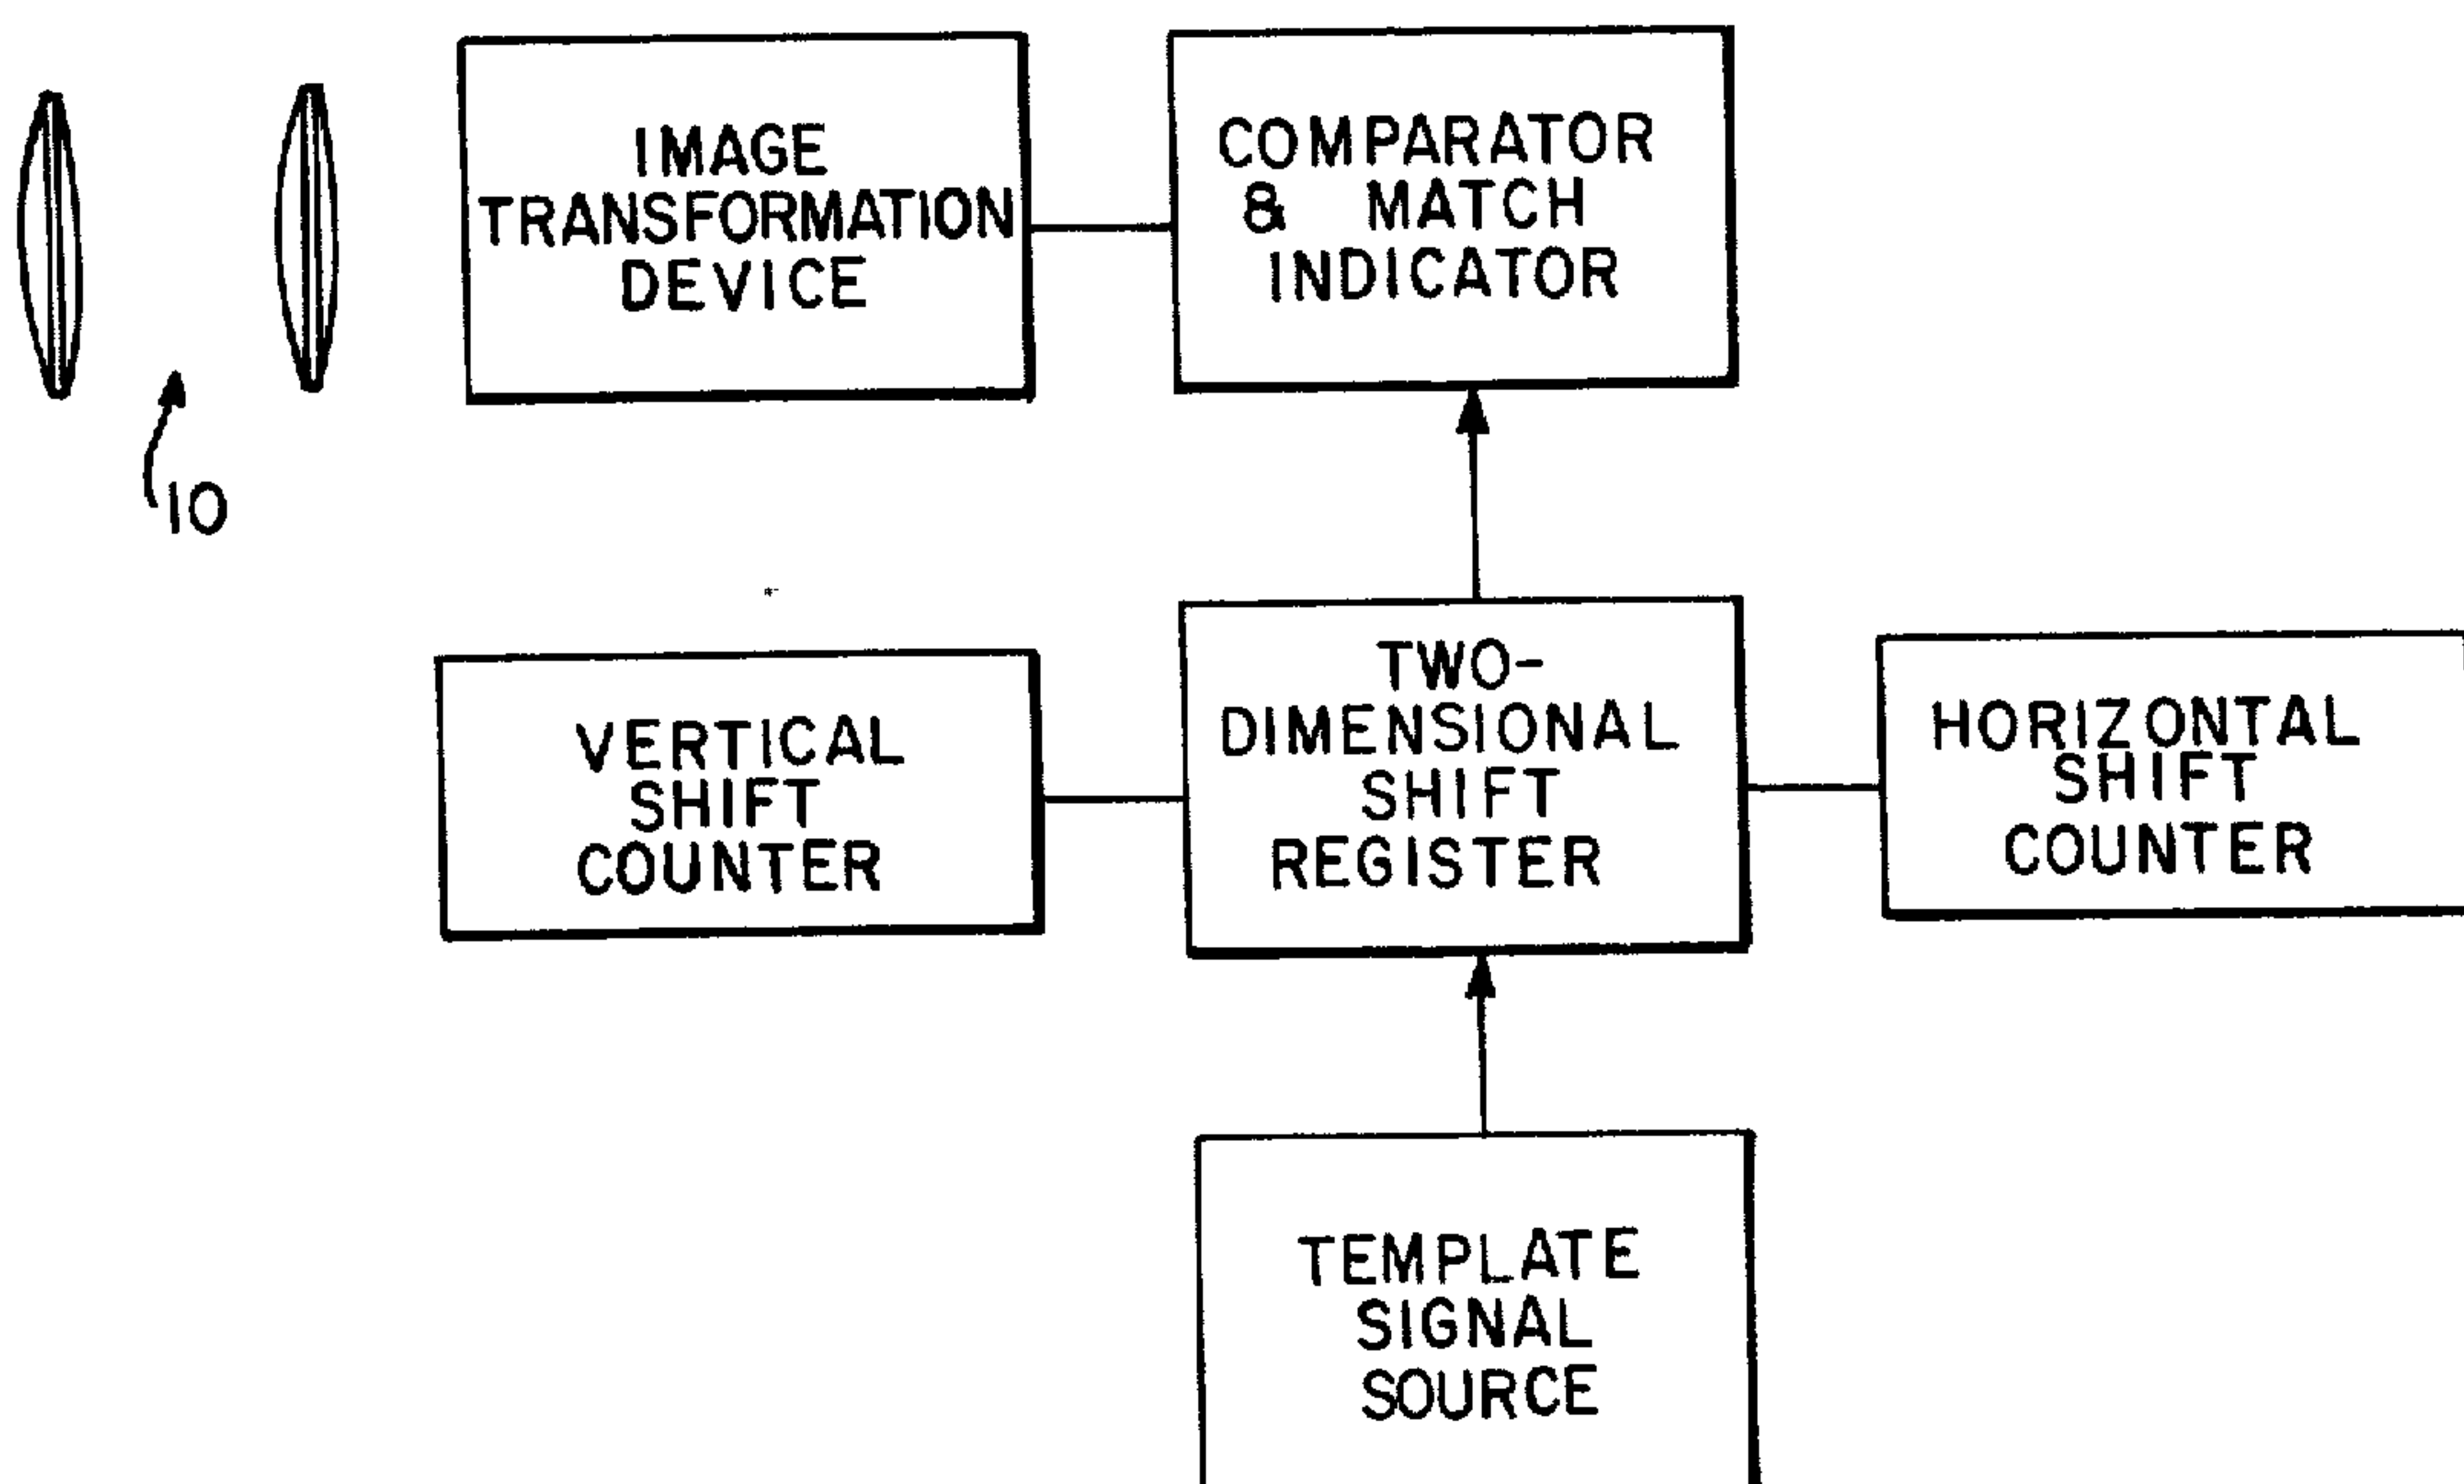 IMAGE
TRANSFORMATION
DEVICE
COMPARATOR
& MATCH
INDICATOR
10
VERTICAL
SHIFT
COUNTER
TWO-
DIMENSIONAL
SHIFT
REGISTER
HORIZONTAL
SHIFT
COUNTER
TEMPLATE
SIGNAL
SOURCE